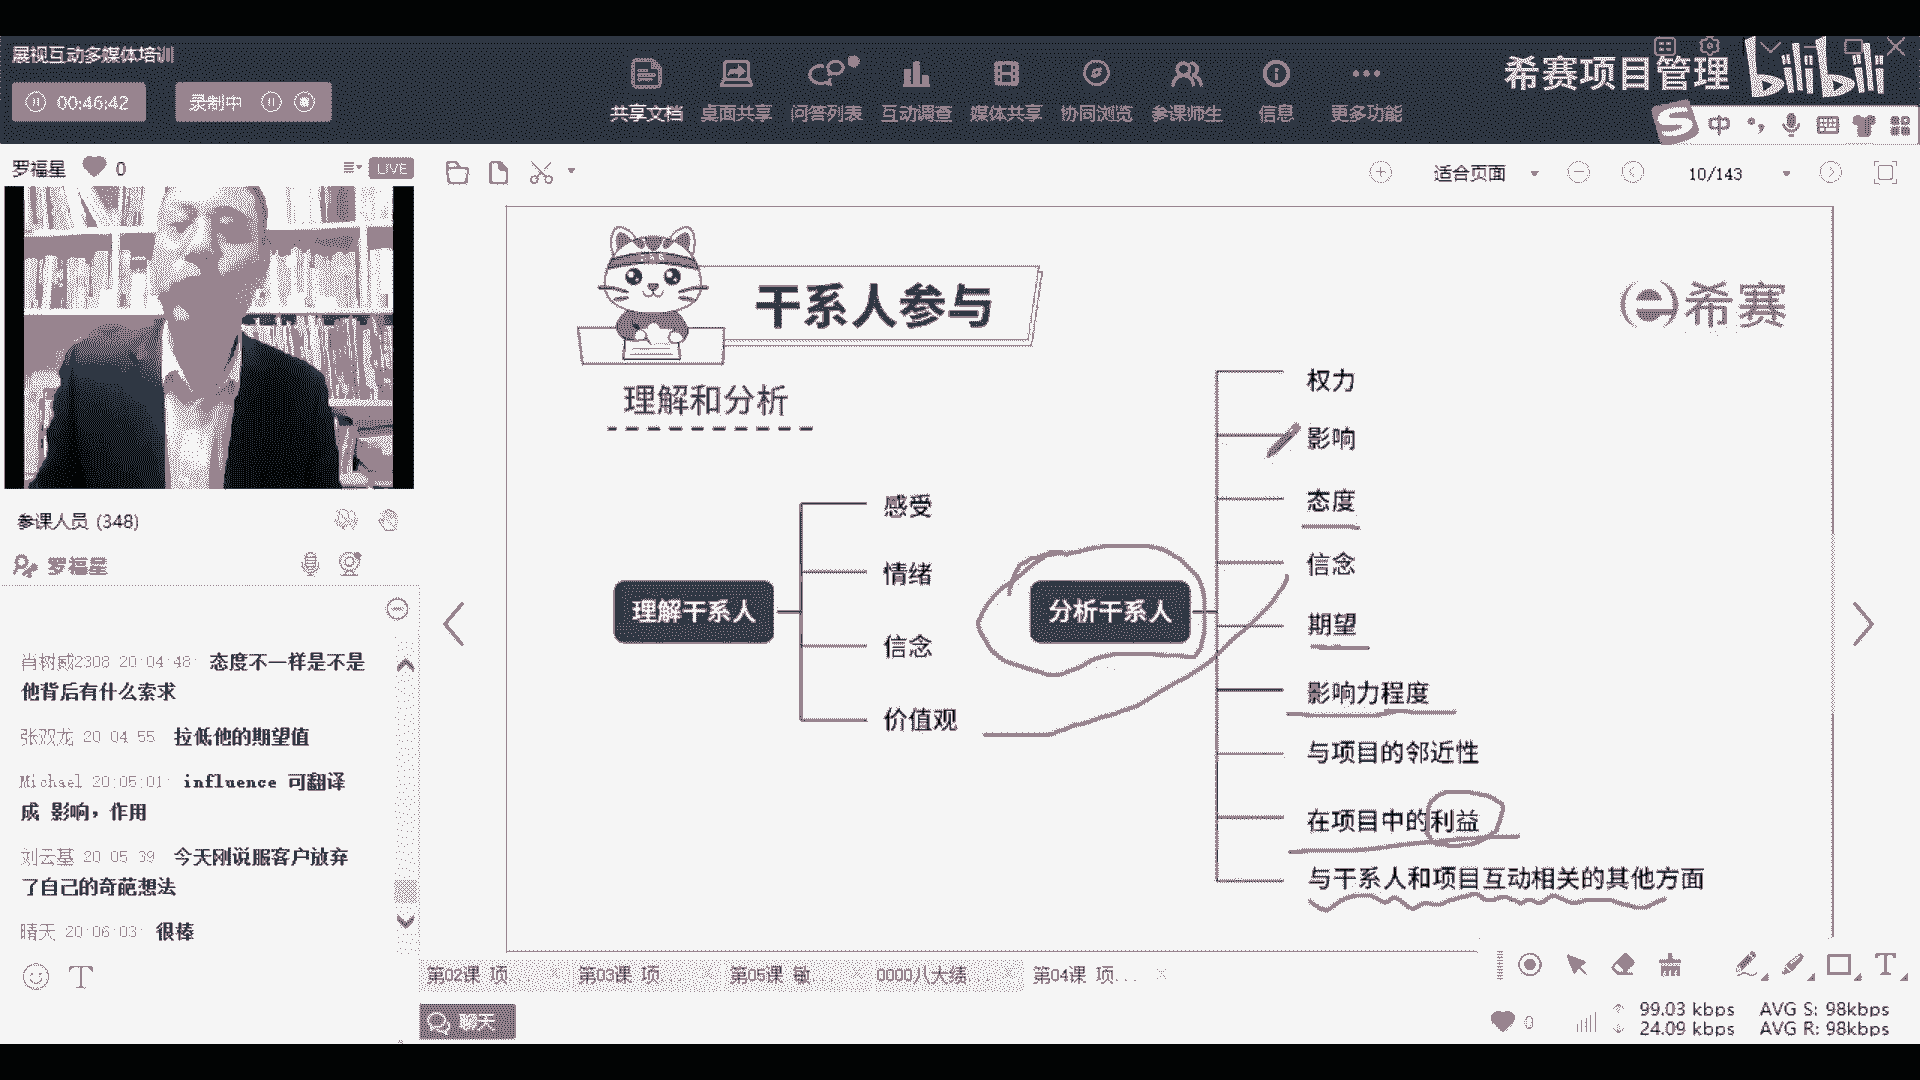 展视互动多媒体培训
00:46:42
录制中
共享文档
桌面共享
问答列表
互动调查
媒体共享
协同浏览
参课师生
信息
更多功能
希赛项目管理
bilibili
中
罗福星
0
LIVE
适合页面
10/143
干系人参与
希赛
理解和分析
理解干系人
感受
情绪
信念
价值观
分析干系人
权力
影响
态度
信念
期望
影响力程度
与项目的邻近性
在项目中的利益
与干系人和项目互动相关的其他方面
参课人员 (348)
罗福星
肖树威2308 20:04:48 态度不一样是不是
他背后有什么索求
张双龙 20:04:55 拉低他的期望值
Michael 20:05:01 influence 可翻译
成 影响，作用
刘云基 20:05:39 今天刚说服客户放弃
了自己的奇葩想法
晴天 20:06:03 很棒
第02课 项...
第03课 项
第05课 敏...
0000八大绩...
第04课 项...
聊天
0
99.03 kbps
AVG S: 98kbps
24.09 kbps
AVG R: 98kbps